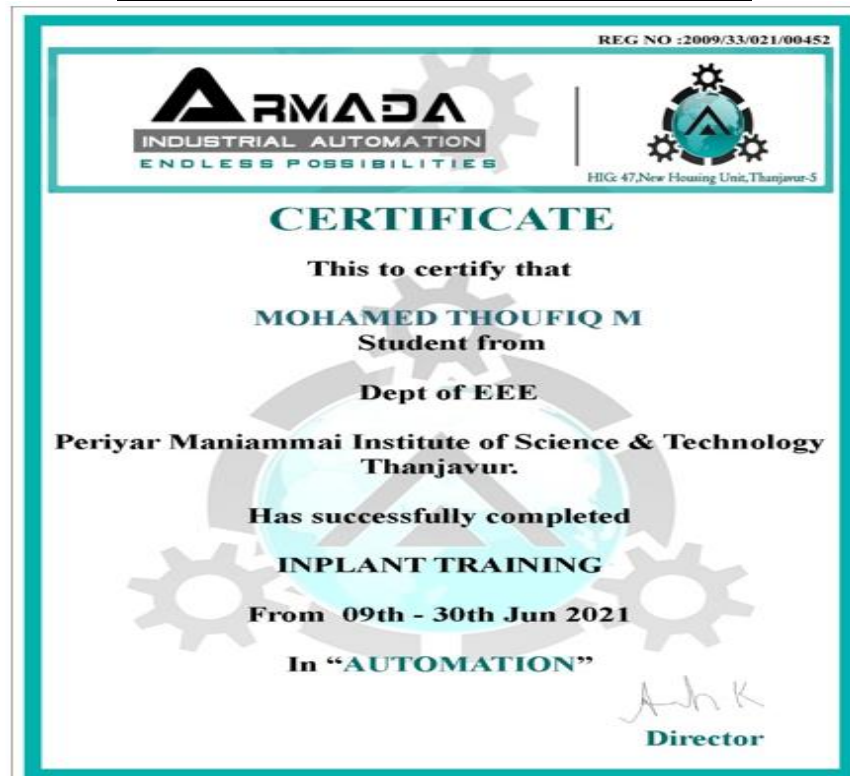 REG NO :2009/33/021/00452
ARMADA
INDUSTRIAL AUTOMATION
ENDLESS POSSIBILITIES
HIG: 47,New Housing Unit,Thanjavur-5
CERTIFICATE
This to certify that
MOHAMED THOUFIQ M
Student from
Dept of EEE
Periyar Maniammai Institute of Science & Technology
Thanjavur.
Has successfully completed
INPLANT TRAINING
From 09th - 30th Jun 2021
In “AUTOMATION”
Director